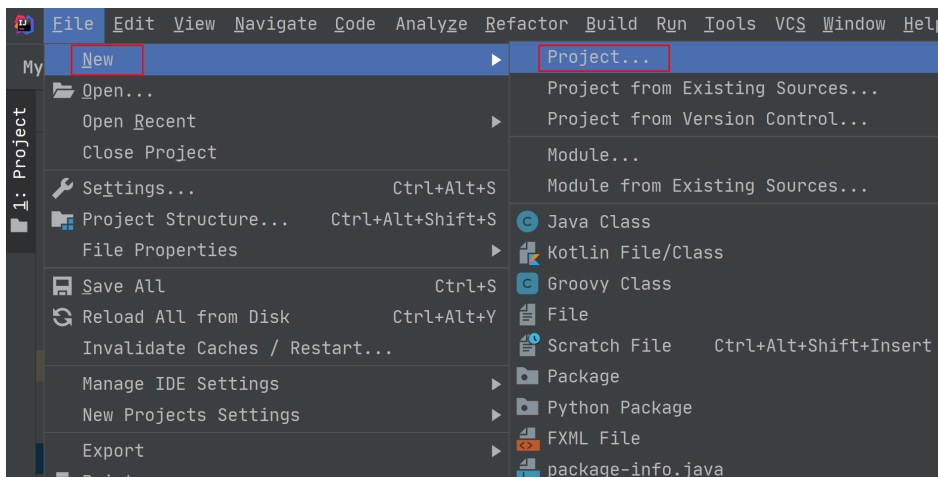 File Edit View Navigate Code Analyze Refactor Build Run Tools VCS Window Help
My
1: Project
New
Open...
Open Recent
Close Project
Settings... Ctrl+Alt+S
Project Structure... Ctrl+Alt+Shift+S
File Properties
Save All Ctrl+S
Reload All from Disk Ctrl+Alt+Y
Invalidate Caches / Restart...
Manage IDE Settings
New Projects Settings
Export
Project...
Project from Existing Sources...
Project from Version Control...
Module...
Module from Existing Sources...
Java Class
Kotlin File/Class
Groovy Class
File
Scratch File Ctrl+Alt+Shift+Insert
Package
Python Package
FXML File
package-info.java